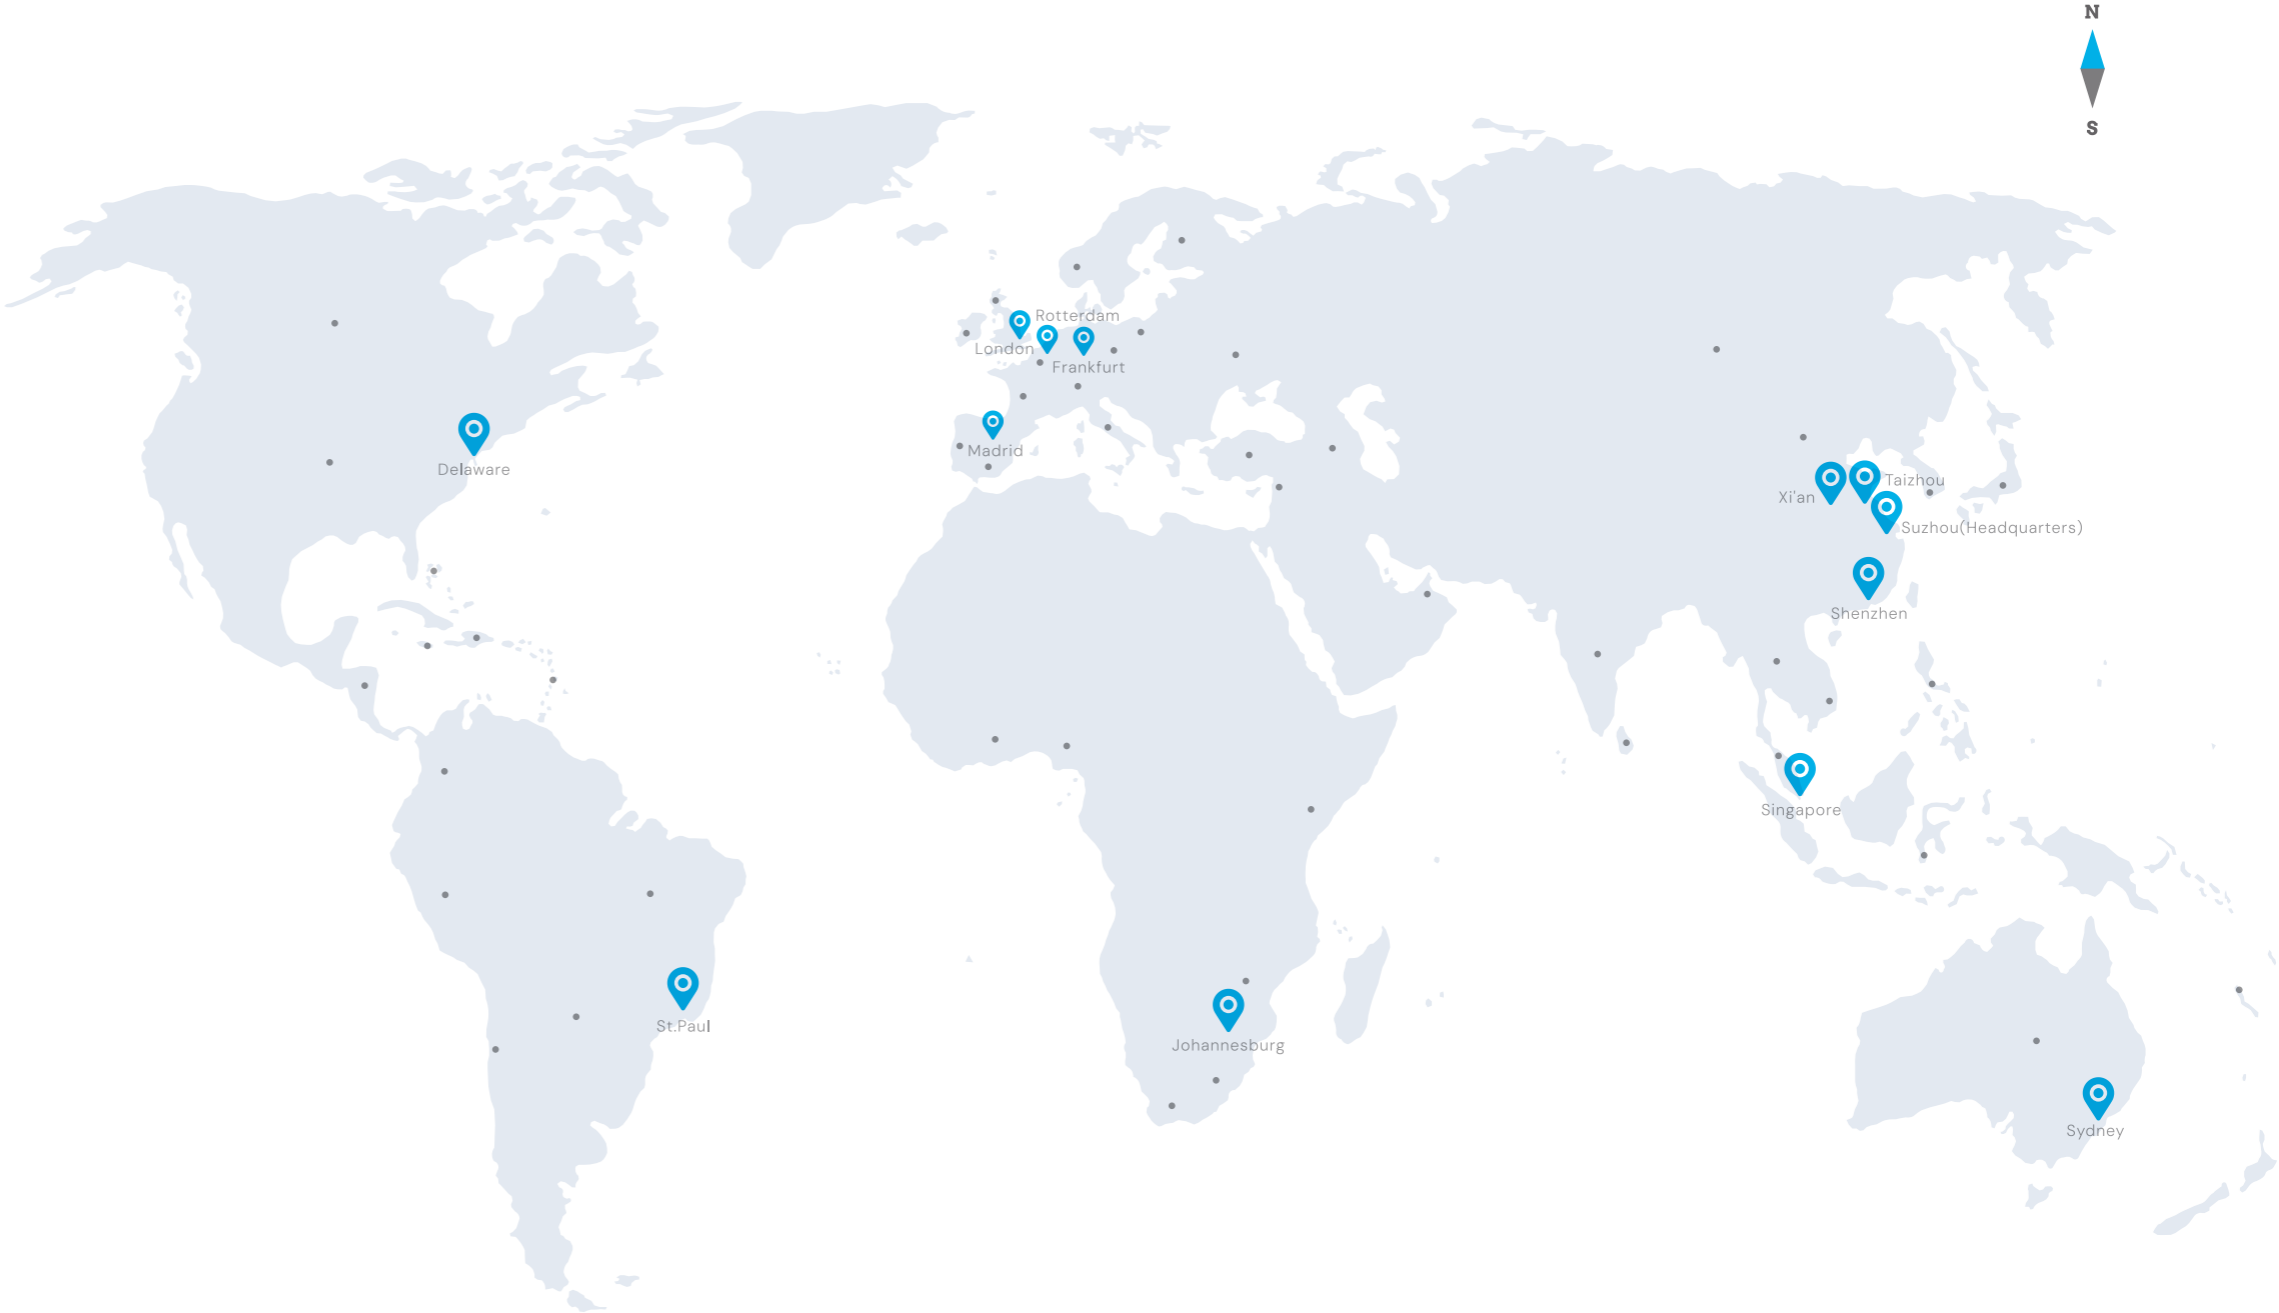 N
S
Rotterdam
London
Frankfurt
Madrid
Delaware
Taizhou
Xi'an
Suzhou(Headquarters)
Shenzhen
Singapore
St.Paul
Johannesburg
Sydney